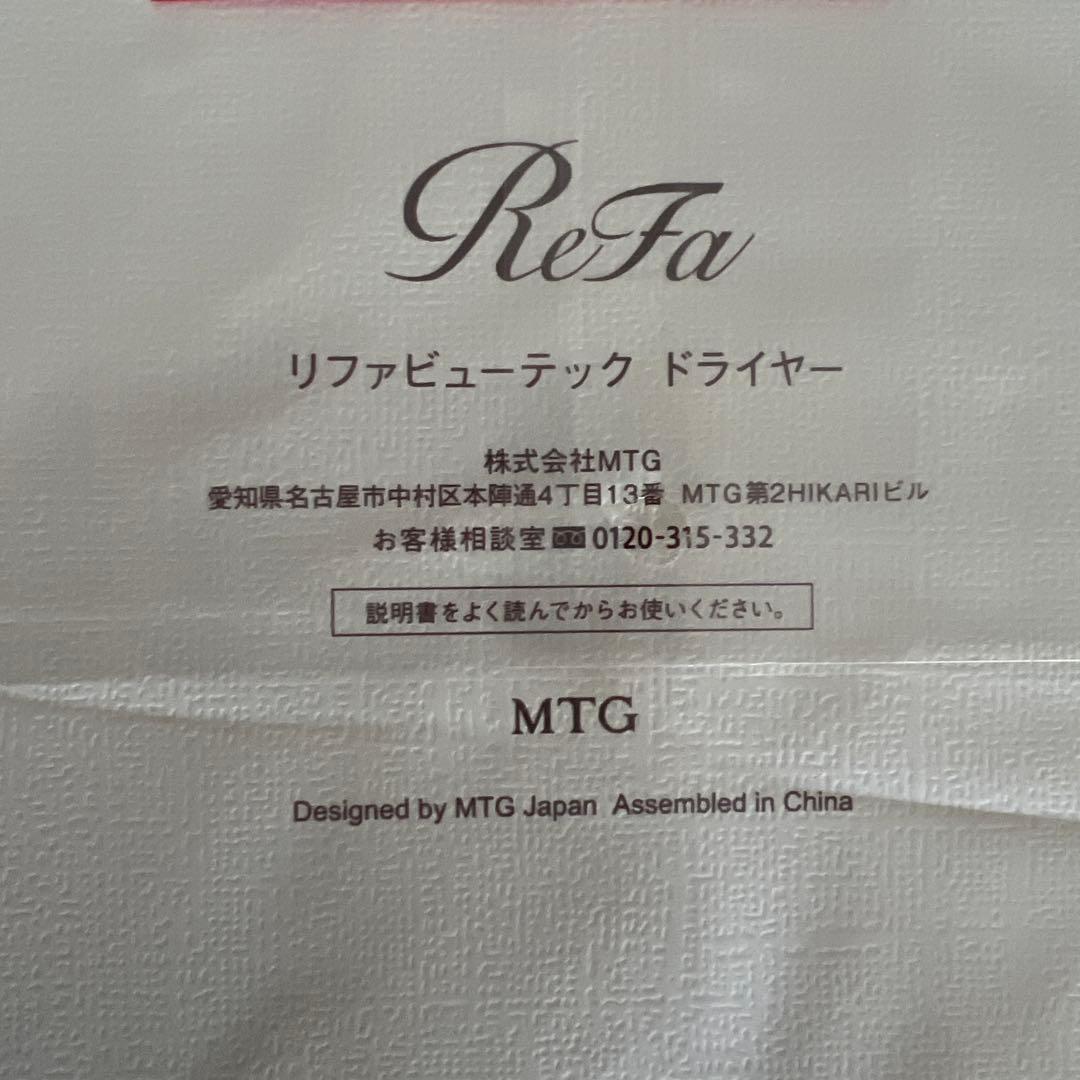 ReFa
リファビューテック ドライヤー
株式会社MTG
愛知県名古屋市中村区本陣通4丁目13番 MTG第2HIKARIビル
お客様相談室 0120-315-332
説明書をよく読んでからお使いください。
MTG
Designed by MTG Japan Assembled in China